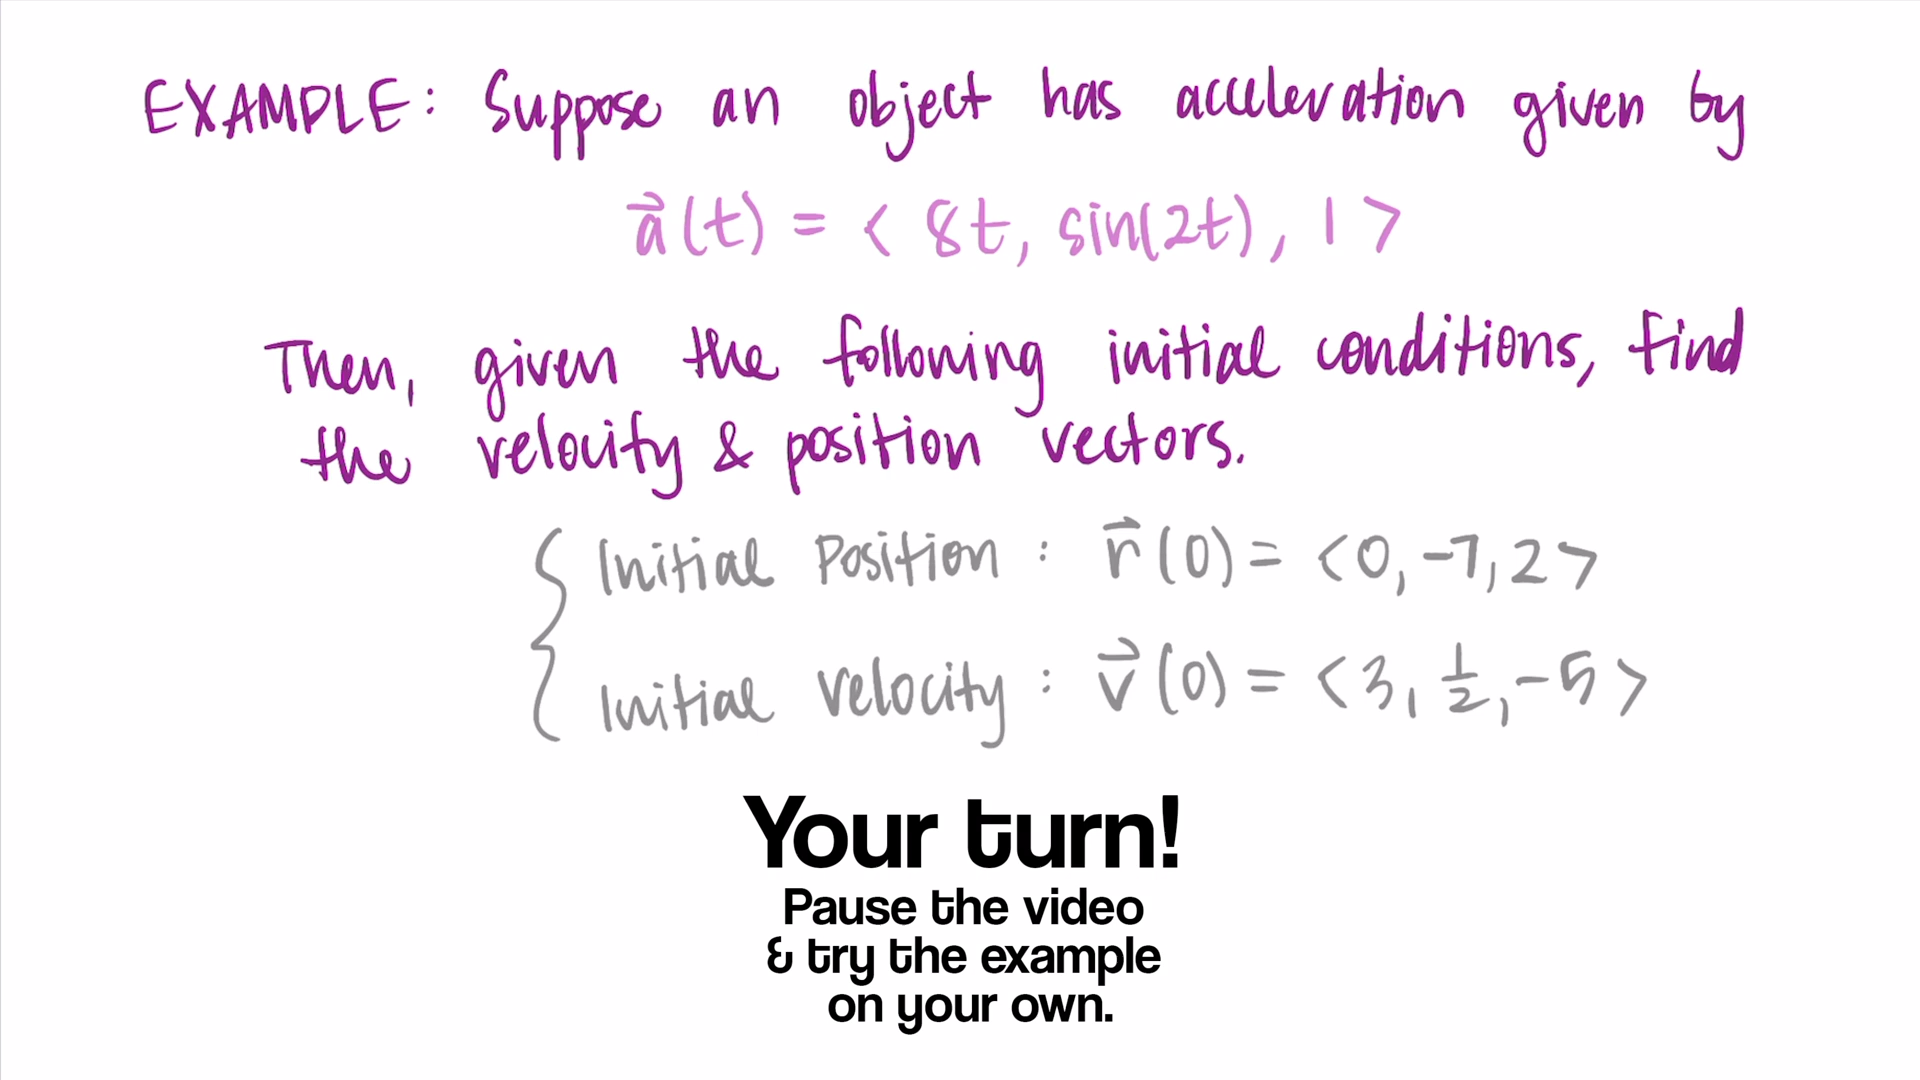 EXAMPLE: Suppose an object has acceleration given by
a⃗(t) = < 8t, sin(2t), 1 >
Then, given the following initial conditions, find
the velocity & position vectors.
Initial Position : r⃗(0) = <0, -7, 2>
Initial Velocity : v⃗(0) = <3, 1/2, -5>
Your turn!
Pause the video
& try the example
on your own.